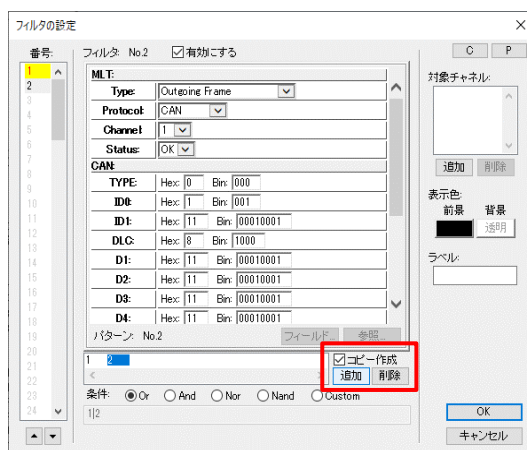 フィルタの設定 ×
番号: フィルタ: No.2 有効にする C P
1
2
3
4
5
6
7
8
9
10
11
12
13
14
15
16
17
18
19
20
21
22
23
24
MLT:
Type: Outgoing Frame
Protocol: CAN
Channel: 1
Status: OK
CAN:
TYPE: Hex: 0 Bin: 000
ID0: Hex: 1 Bin: 001
ID1: Hex: 11 Bin: 00010001
DLC: Hex: 8 Bin: 1000
D1: Hex: 11 Bin: 00010001
D2: Hex: 11 Bin: 00010001
D3: Hex: 11 Bin: 00010001
D4: Hex: 11 Bin: 00010001
パターン: No.2 フィールド... 参照...
1 2
コピー作成
追加 削除
条件: Or And Nor Nand Custom
1|2
対象チャネル:
追加 削除
表示色:
前景 背景
透明
ラベル:
OK
キャンセル